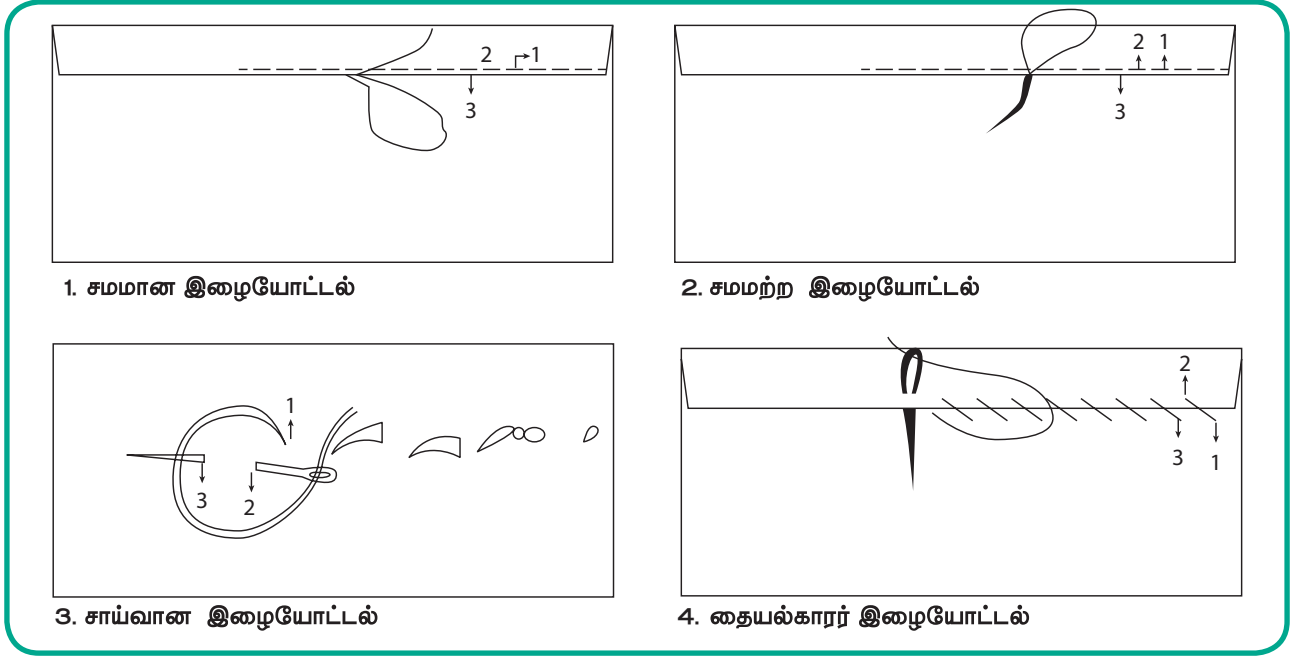 2 1
3
1. சமமான இழையோட்டல்
2 1
3
2. சமமற்ற இழையோட்டல்
1
3 2
3. சாய்வான இழையோட்டல்
2
3 1
4. தையல்காரர் இழையோட்டல்